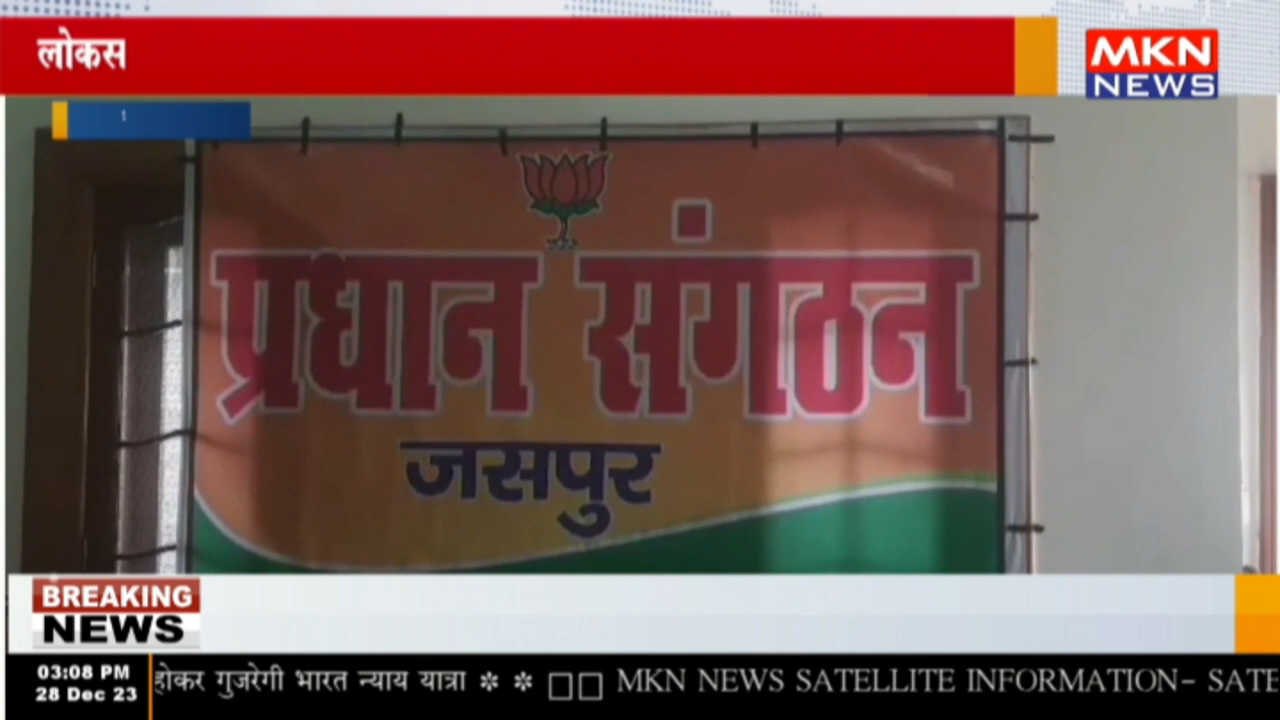 लोकस
MKN
NEWS
1
प्रधान संगठन
जसपुर
BREAKING
NEWS
03:08 PM
28 Dec 23
होकर गुजरेगी भारत न्याय यात्रा ✻ ✻ □□ MKN NEWS SATELLITE INFORMATION- SATE